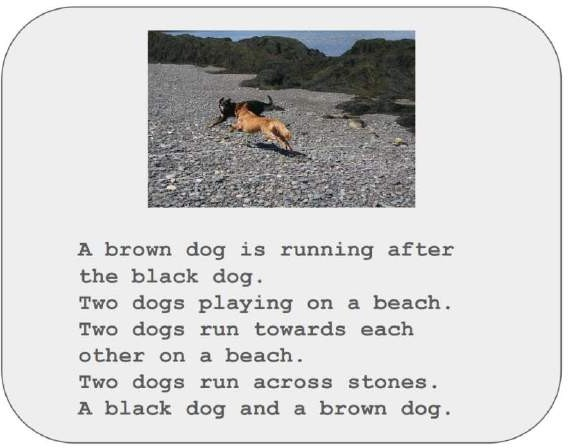 A brown dog is running after
the black dog.
Two dogs playing on a beach.
Two dogs run towards each
other on a beach.
Two dogs run across stones.
A black dog and a brown dog.